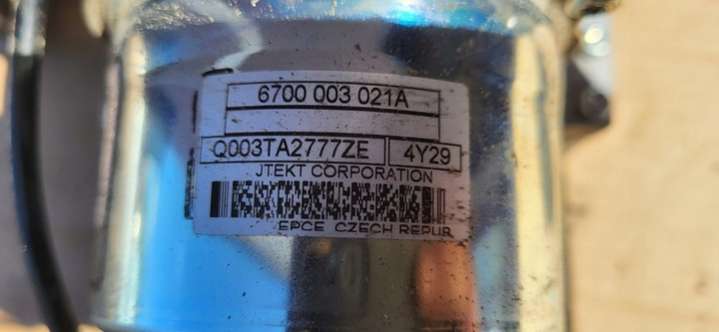 6700 003 021A
Q003TA2777ZE 4Y29
JTEKT CORPORATION
EPCE CZECH REPUB